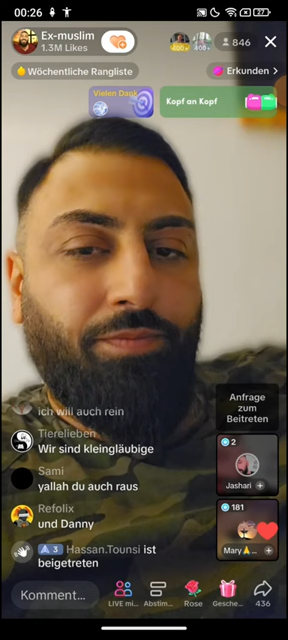 00:26
27
Ex-muslim
1.3M Likes
400+
400+
846
Wöchentliche Rangliste
Erkunden >
Vielen Dank
Kopf an Kopf
ich will auch rein
Tierelieben
Wir sind kleingläubige
Sami
yallah du auch raus
Refolix
und Danny
3 Hassan.Tounsi ist
beigetreten
Anfrage
zum
Beitreten
2
Jashari +
181
Mary🙏... +
Komment...
LIVE mi...
Abstim...
Rose
Gesche...
436